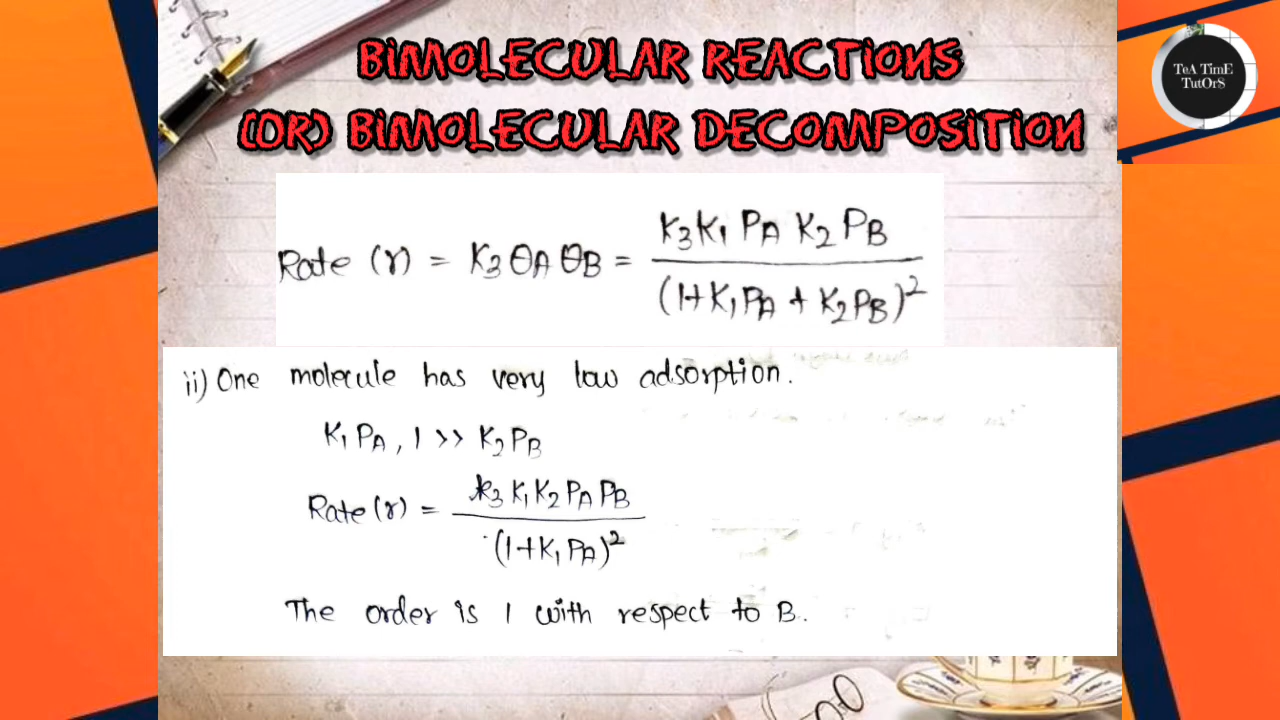 BIMOLECULAR REACTIONS
(OR) BIMOLECULAR DECOMPOSITION
TeA TimE
TutOrS
Rate (r) = K3 θA θB = K3 K1 PA K2 PB / (1+K1PA + K2PB)²
ii) One molecule has very low adsorption.
K1 PA, 1 >> K2 PB
Rate (r) = k3 K1 K2 PA PB / (1+K1 PA)²
The order is 1 with respect to B.